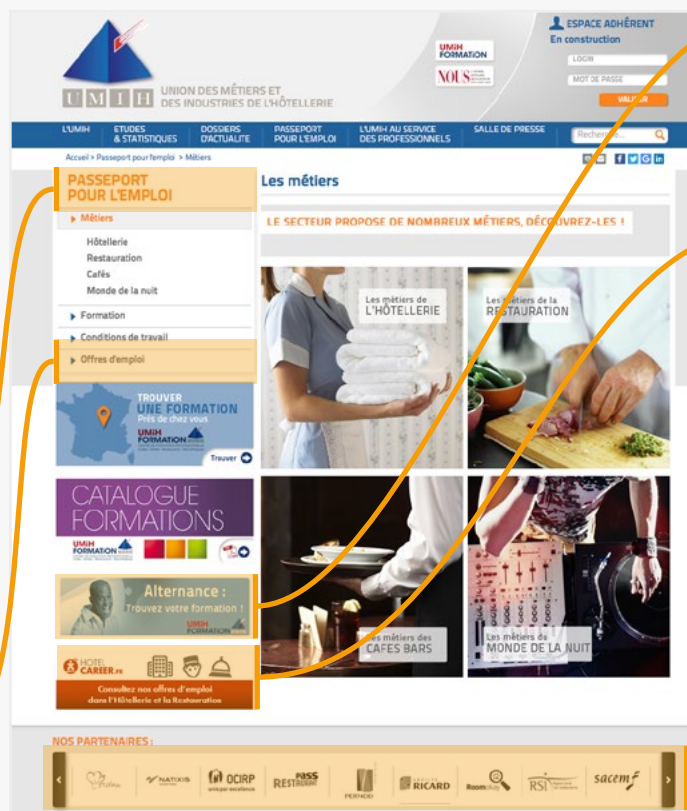 ESPACE ADHÉRENT
En construction
UMIH
FORMATION
NOUS
LOGIN
MOT DE PASSE
VALIDER
UMIH
UNION DES MÉTIERS ET
DES INDUSTRIES DE L'HÔTELLERIE
L'UMIH
ETUDES
& STATISTIQUES
DOSSIERS
D'ACTUALITE
PASSEPORT
POUR L'EMPLOI
L'UMIH AU SERVICE
DES PROFESSIONNELS
SALLE DE PRESSE
Recherche...
Accueil > Passeport pour l'emploi > Métiers
PASSEPORT
POUR L'EMPLOI
Métiers
Hôtellerie
Restauration
Cafés
Monde de la nuit
Formation
Conditions de travail
Offres d'emploi
TROUVER
UNE FORMATION
Près de chez vous
UMIH
FORMATION
Trouver
CATALOGUE
FORMATIONS
UMIH
FORMATION
Alternance :
Trouvez votre formation !
UMIH
FORMATION
HOTEL
CAREER.FR
Consultez nos offres d'emploi
dans l'Hôtellerie et la Restauration
Les métiers
LE SECTEUR PROPOSE DE NOMBREUX MÉTIERS, DÉCOUVREZ-LES !
Les métiers de
L'HÔTELLERIE
Les métiers de la
RESTAURATION
Les métiers des
CAFES BARS
Les métiers du
MONDE DE LA NUIT
NOS PARTENAIRES :
NATIXIS
OCIRP
unis par excellence
PASS
RESTAURANT
PERNOD
RICARD
RSI
sacem